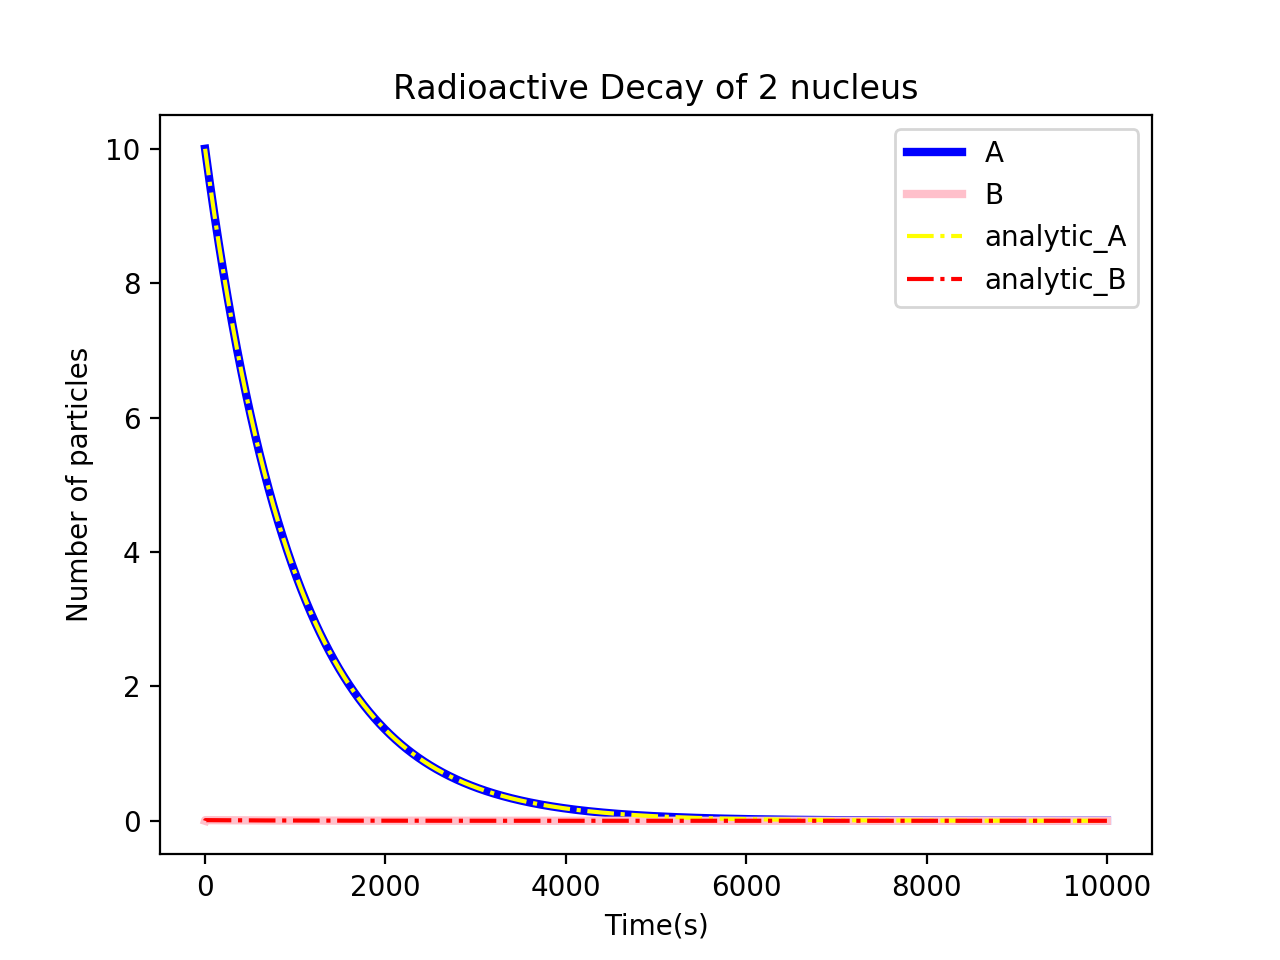 Radioactive Decay of 2 nucleus
A
B
analytic_A
analytic_B
Number of particles
10
8
6
4
2
0
0 2000 4000 6000 8000 10000
Time(s)